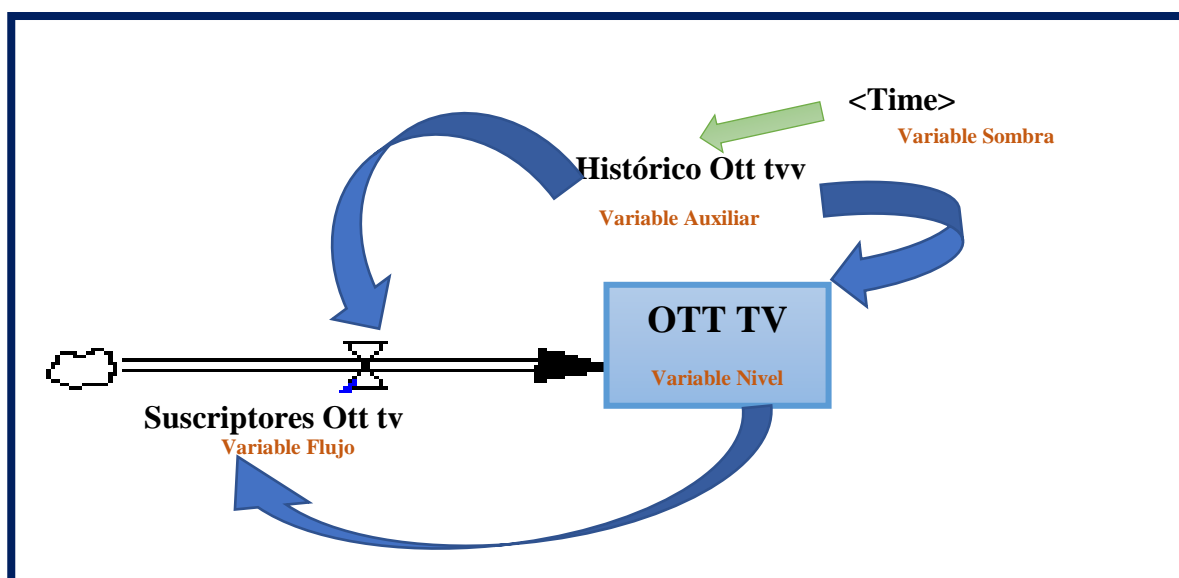 <Time>
Variable Sombra
Histórico Ott tvv
Variable Auxiliar
OTT TV
Variable Nivel
Suscriptores Ott tv
Variable Flujo